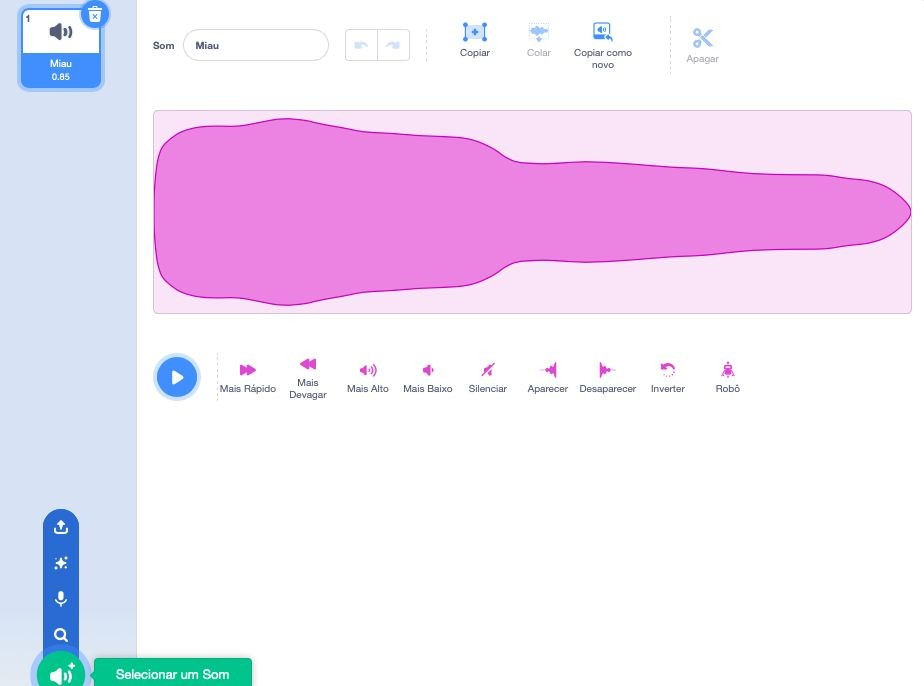 1
Miau
0.85
Som
Miau
Copiar
Colar
Copiar como
novo
Apagar
Mais Rápido
Mais
Devagar
Mais Alto
Mais Baixo
Silenciar
Aparecer
Desaparecer
Inverter
Robô
Selecionar um Som